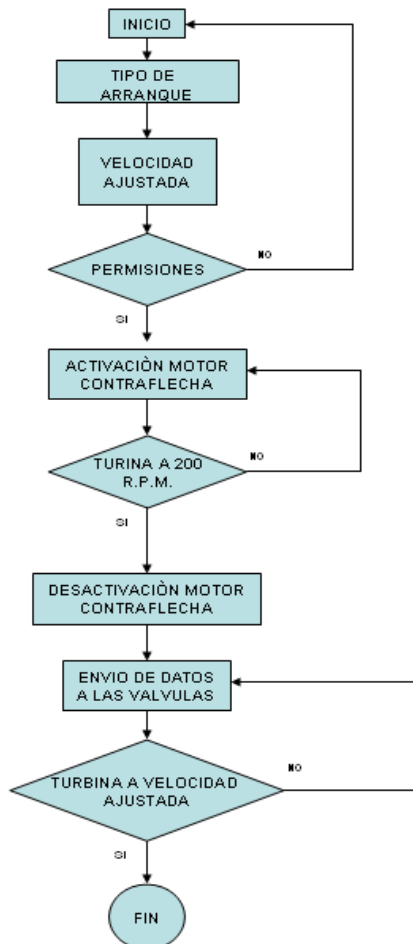 INICIO
TIPO DE
ARRANQUE
VELOCIDAD
AJUSTADA
PERMISIONES
NO
SI
ACTIVACIÒN MOTOR
CONTRAFLECHA
TURINA A 200
R.P.M.
NO
SI
DESACTIVACIÒN MOTOR
CONTRAFLECHA
ENVIO DE DATOS
A LAS VALVULAS
TURBINA A VELOCIDAD
AJUSTADA
NO
SI
FIN